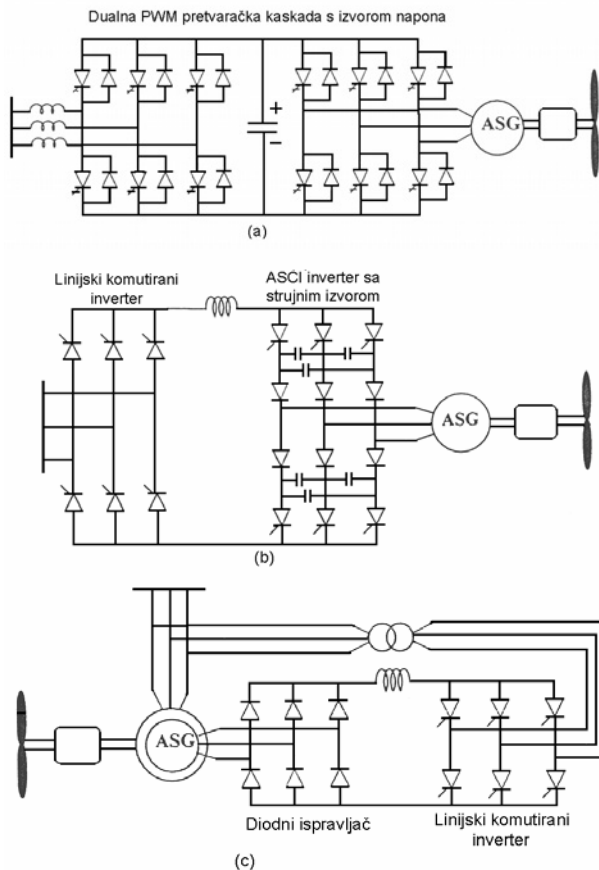 Dualna PWM pretvaračka kaskada s izvorom napona
+
−
ASG
(a)
Linijski komutirani
inverter
ASCI inverter sa
strujnim izvorom
ASG
(b)
ASG
Diodni ispravljač
Linijski komutirani
inverter
(c)